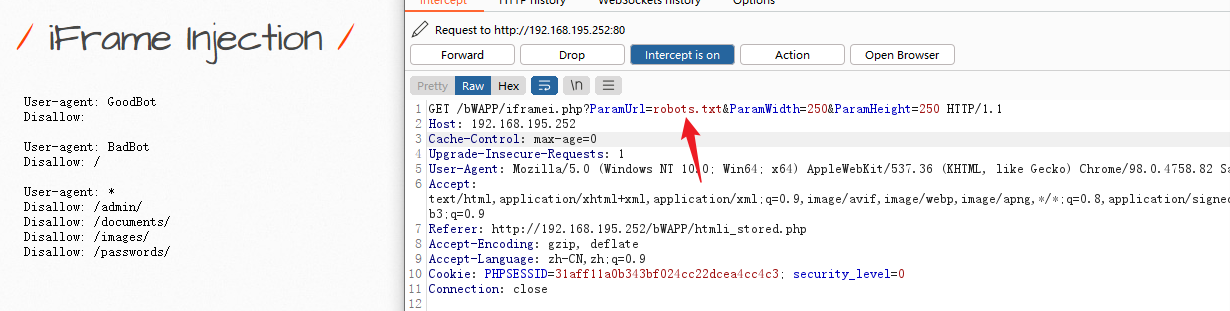 / iFrame Injection /
User-agent: GoodBot
Disallow:
User-agent: BadBot
Disallow: /
User-agent: *
Disallow: /admin/
Disallow: /documents/
Disallow: /images/
Disallow: /passwords/
Intercept HTTP history WebSockets history Options
Request to http://192.168.195.252:80
Forward Drop Intercept is on Action Open Browser
Pretty Raw Hex \n
1 GET /bWAPP/iframei.php?ParamUrl=robots.txt&ParamWidth=250&ParamHeight=250 HTTP/1.1
2 Host: 192.168.195.252
3 Cache-Control: max-age=0
4 Upgrade-Insecure-Requests: 1
5 User-Agent: Mozilla/5.0 (Windows NT 10.0; Win64; x64) AppleWebKit/537.36 (KHTML, like Gecko) Chrome/98.0.4758.82 Sa
6 Accept:
text/html,application/xhtml+xml,application/xml;q=0.9,image/avif,image/webp,image/apng,*/*;q=0.8,application/signed
b3;q=0.9
7 Referer: http://192.168.195.252/bWAPP/htmli_stored.php
8 Accept-Encoding: gzip, deflate
9 Accept-Language: zh-CN,zh;q=0.9
10 Cookie: PHPSESSID=31aff11a0b343bf024cc22dcea4cc4c3; security_level=0
11 Connection: close
12